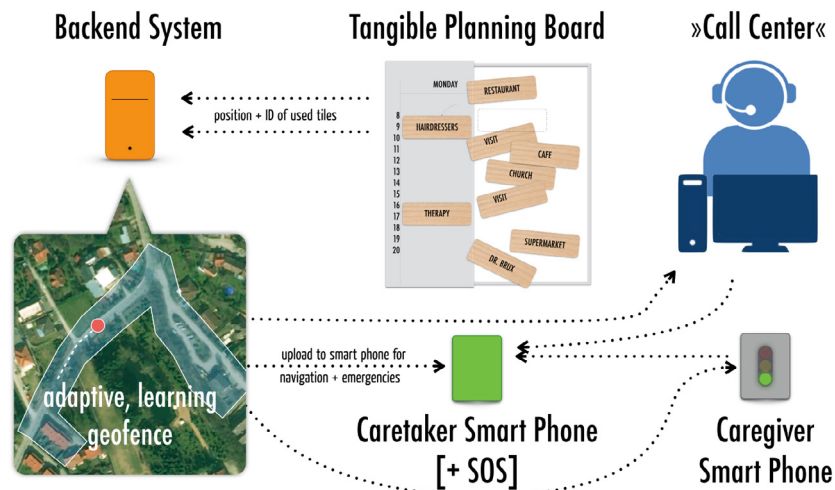 Backend System
Tangible Planning Board
»Call Center«
position + ID of used tiles
MONDAY
RESTAURANT
8
9
10
11
12
13
14
15
16
17
18
19
20
HAIRDRESSERS
VISIT
CAFE
CHURCH
VISIT
THERAPY
SUPERMARKET
DR. BRUX
adaptive, learning
geofence
upload to smart phone for
navigation + emergencies
Caretaker Smart Phone
[+ SOS]
Caregiver
Smart Phone